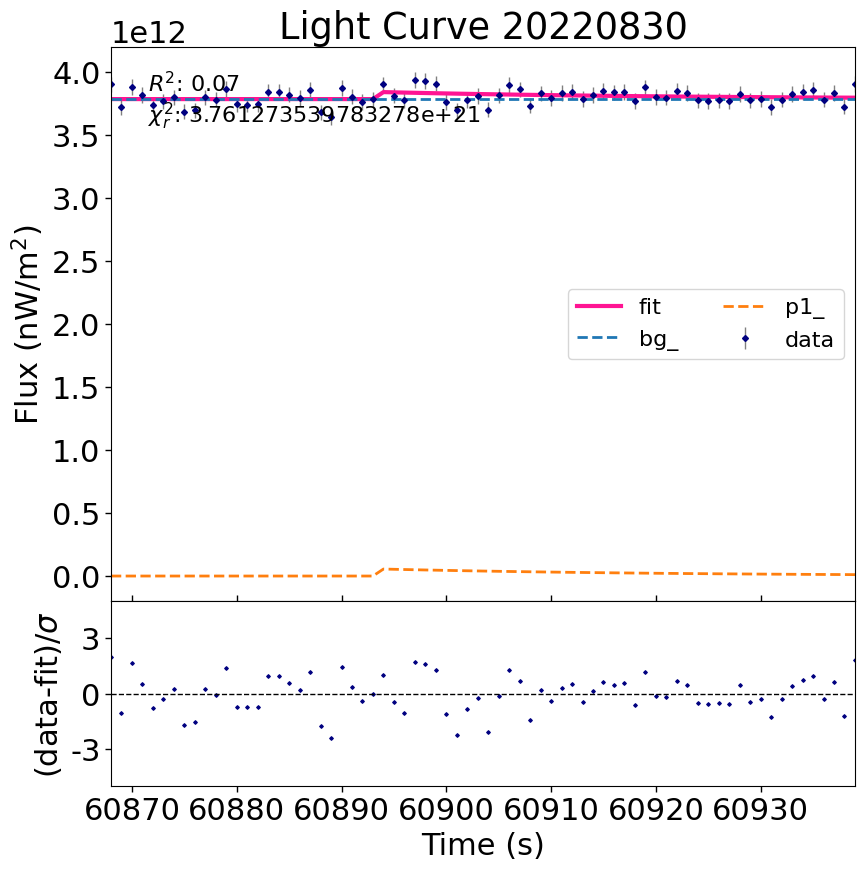 Light Curve 20220830
1e12
4.0
3.5
3.0
2.5
2.0
1.5
1.0
0.5
0.0
Flux (nW/m²)
R²: 0.07
χᵣ²: 3.761273539783278e+21
fit
bg_
p1_
data
3
0
-3
(data-fit)/σ
60870 60880 60890 60900 60910 60920 60930
Time (s)